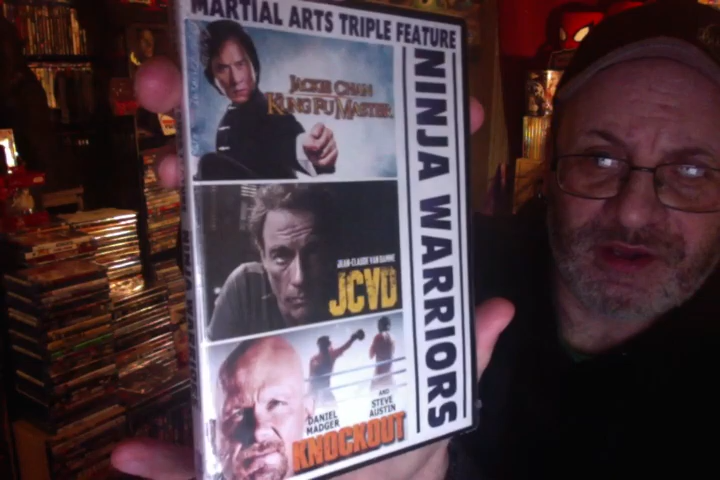 MARTIAL ARTS TRIPLE FEATURE
JACKIE CHAN
KUNG FU MASTER
JEAN-CLAUDE VAN DAMME
JCVD
DANIEL
MADGER
AND
STEVE
AUSTIN
KNOCKOUT
NINJA WARRIORS